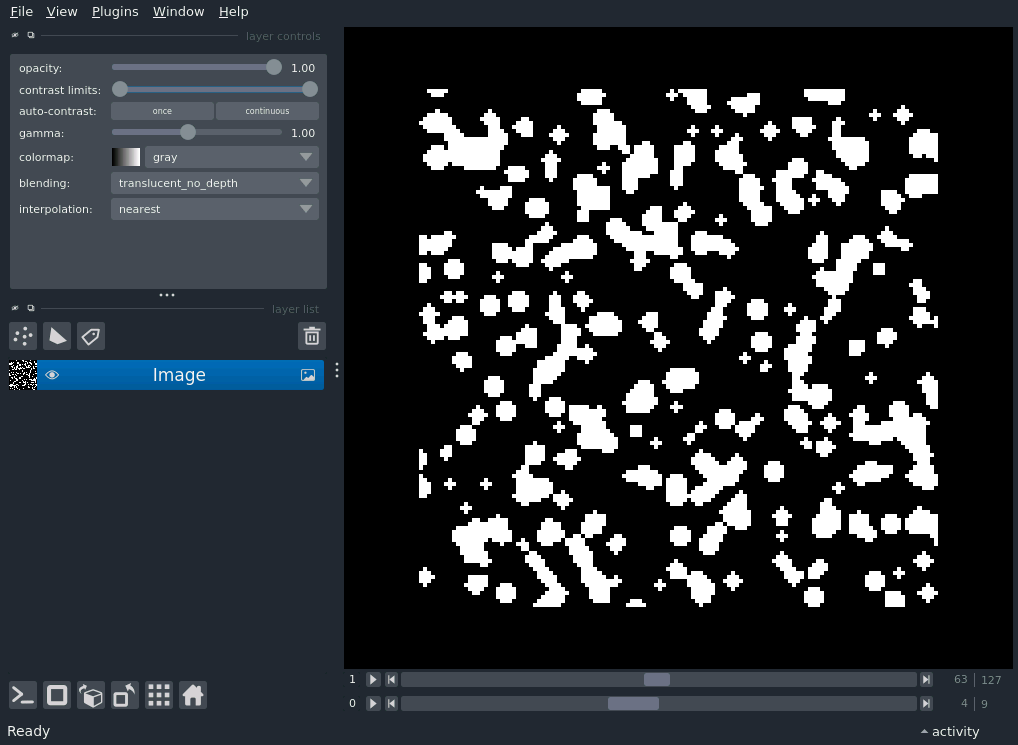 File View Plugins Window Help
layer controls
opacity: 1.00
contrast limits:
auto-contrast: once continuous
gamma: 1.00
colormap: gray
blending: translucent_no_depth
interpolation: nearest
layer list
Image
1 63 127
0 4 9
Ready activity